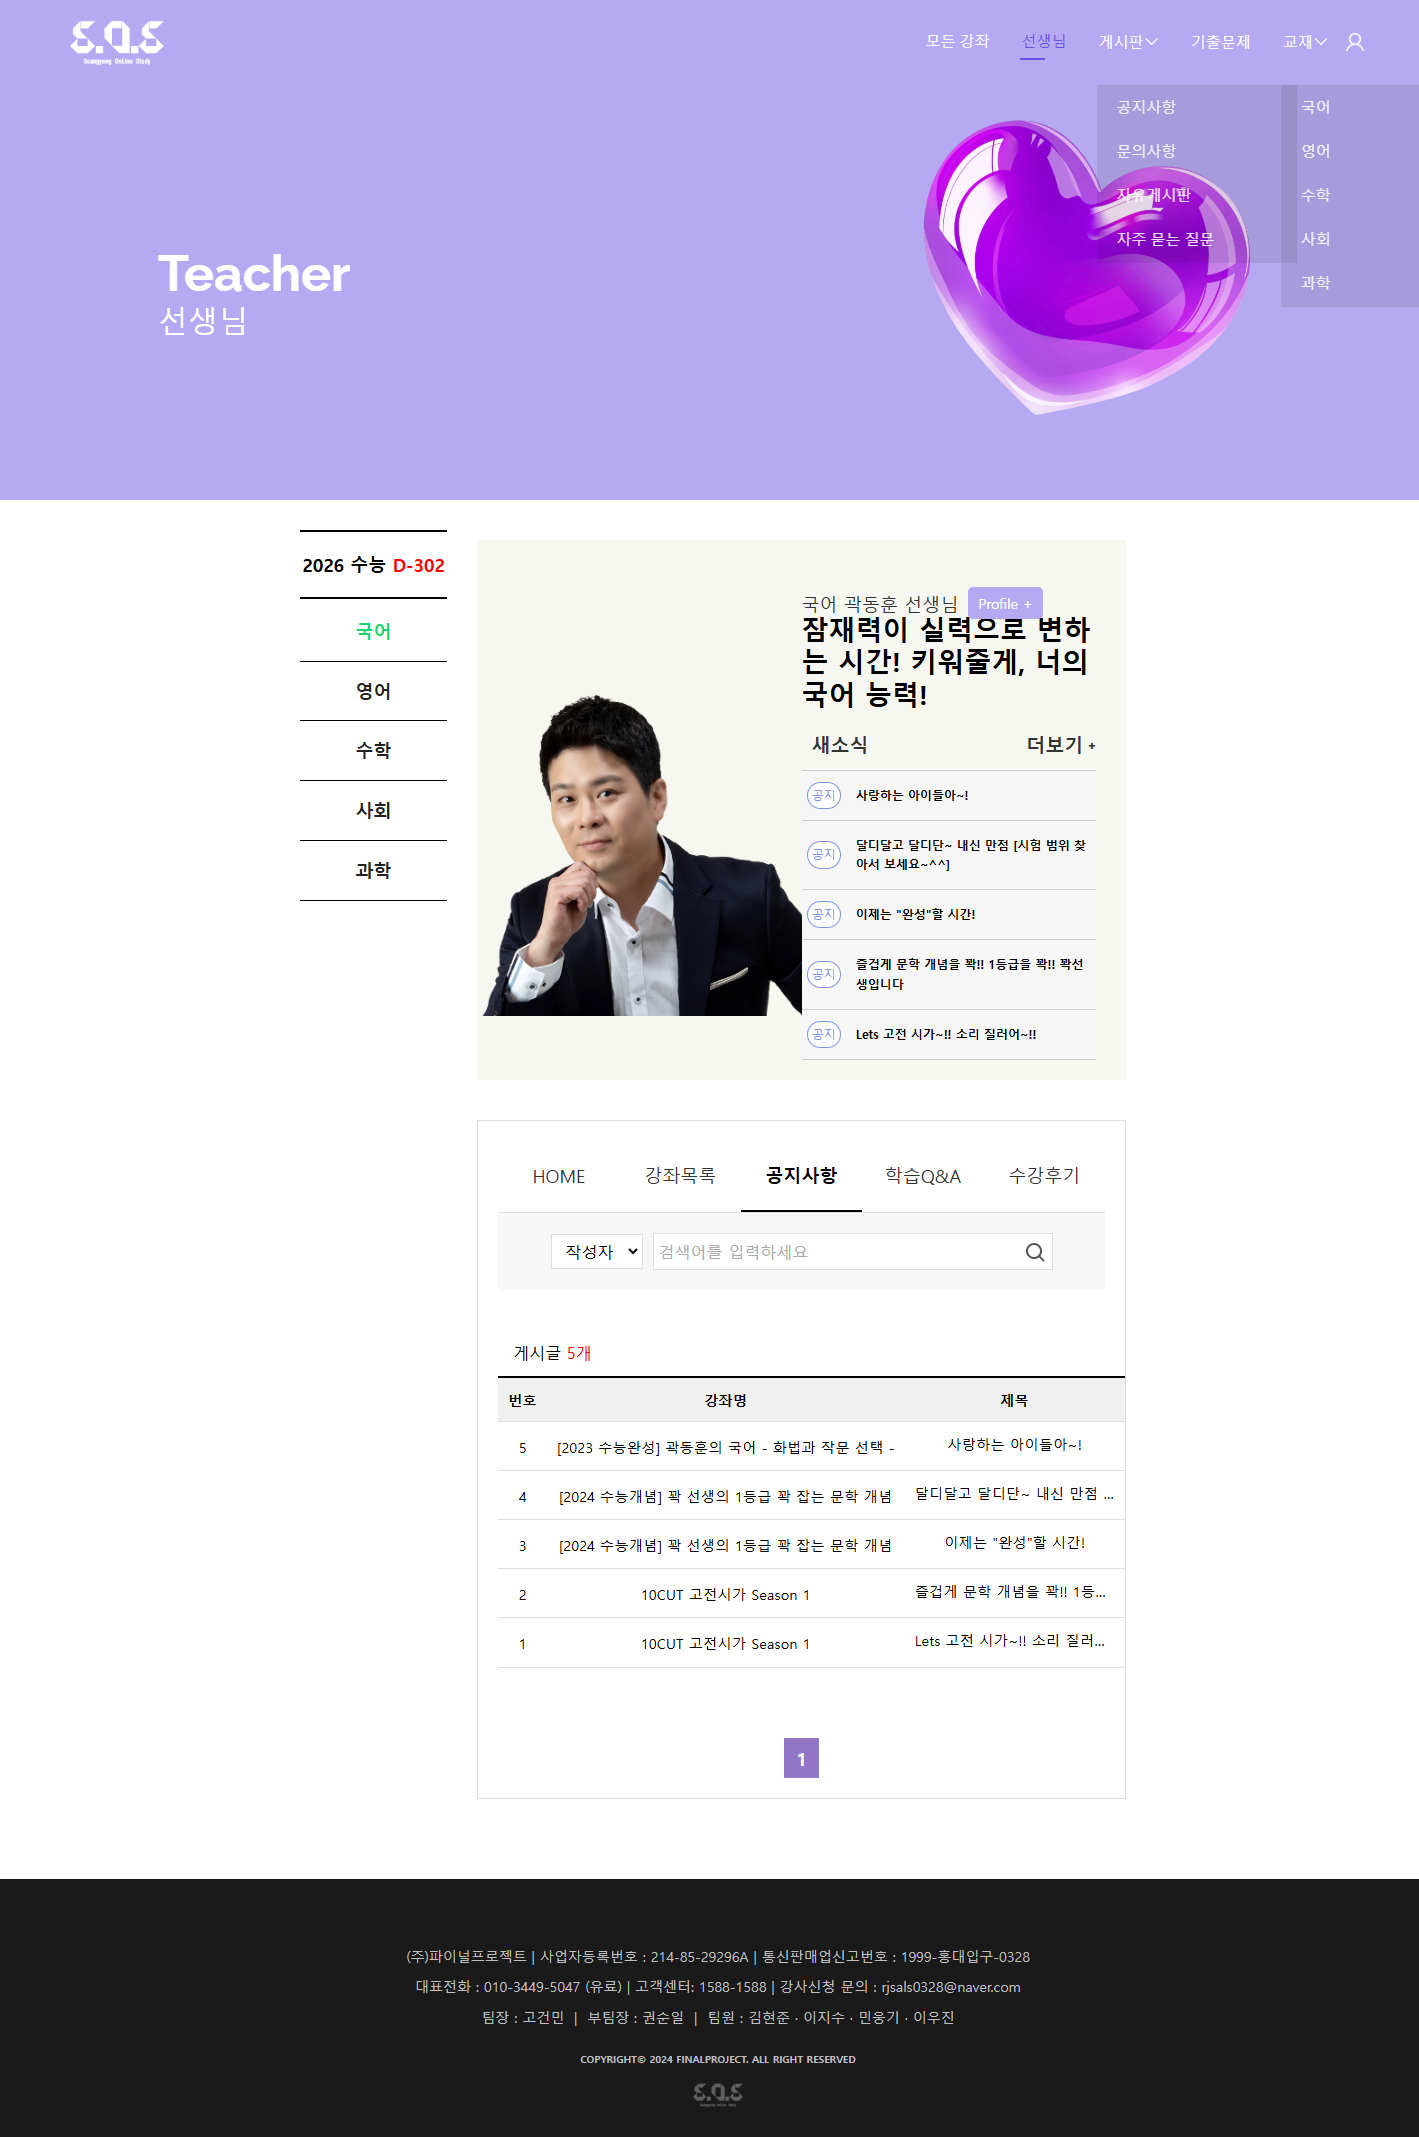 S.O.S
Ssangyong OnLine Study
모든 강좌
선생님
게시판
기출문제
교재
공지사항
문의사항
자유게시판
자주 묻는 질문
국어
영어
수학
사회
과학
Teacher
선생님
2026 수능 D-302
국어
영어
수학
사회
과학
국어 곽동훈 선생님
Profile +
잠재력이 실력으로 변하
는 시간! 키워줄게, 너의
국어 능력!
새소식
더보기 +
공지 사랑하는 아이들아~!
공지 달디달고 달디단~ 내신 만점 [시험 범위 찾
아서 보세요~^^]
공지 이제는 "완성"할 시간!
공지 즐겁게 문학 개념을 꽉!! 1등급을 꽉!! 꽉선
생입니다
공지 Lets 고전 시가~!! 소리 질러어~!!
HOME 강좌목록 공지사항 학습Q&A 수강후기
작성자 검색어를 입력하세요
게시글 5개
번호 강좌명 제목
5 [2023 수능완성] 곽동훈의 국어 - 화법과 작문 선택 - 사랑하는 아이들아~!
4 [2024 수능개념] 꽉 선생의 1등급 꽉 잡는 문학 개념 달디달고 달디단~ 내신 만점 ...
3 [2024 수능개념] 꽉 선생의 1등급 꽉 잡는 문학 개념 이제는 "완성"할 시간!
2 10CUT 고전시가 Season 1 즐겁게 문학 개념을 꽉!! 1등...
1 10CUT 고전시가 Season 1 Lets 고전 시가~!! 소리 질러...
1
(주)파이널프로젝트 | 사업자등록번호 : 214-85-29296A | 통신판매업신고번호 : 1999-홍대입구-0328
대표전화 : 010-3449-5047 (유료) | 고객센터: 1588-1588 | 강사신청 문의 : rjsals0328@naver.com
팀장 : 고건민 | 부팀장 : 권순일 | 팀원 : 김현준 · 이지수 · 민웅기 · 이우진
COPYRIGHT© 2024 FINALPROJECT. ALL RIGHT RESERVED
S.O.S